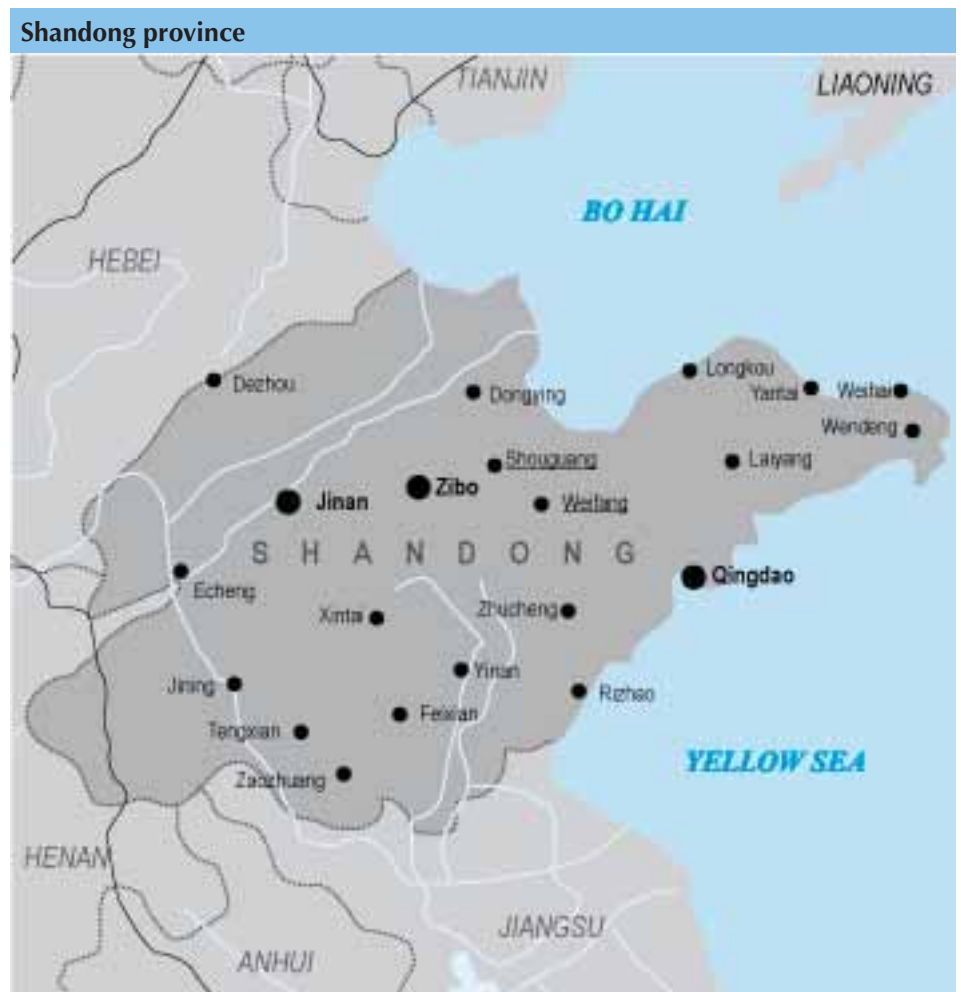 Shandong province
TIANJIN
LIAONING
BO HAI
HEBEI
Longkou
Dezhou
Yantai
Weihai
Dongying
Wendeng
Shouguang
Laiyang
Zibo
Jinan
Weifang
SHANDONG
Qingdao
Echeng
Xintai
Zhucheng
Yinan
Jining
Rizhao
Feixian
Tengxian
YELLOW SEA
Zaozhuang
HENAN
JIANGSU
ANHUI